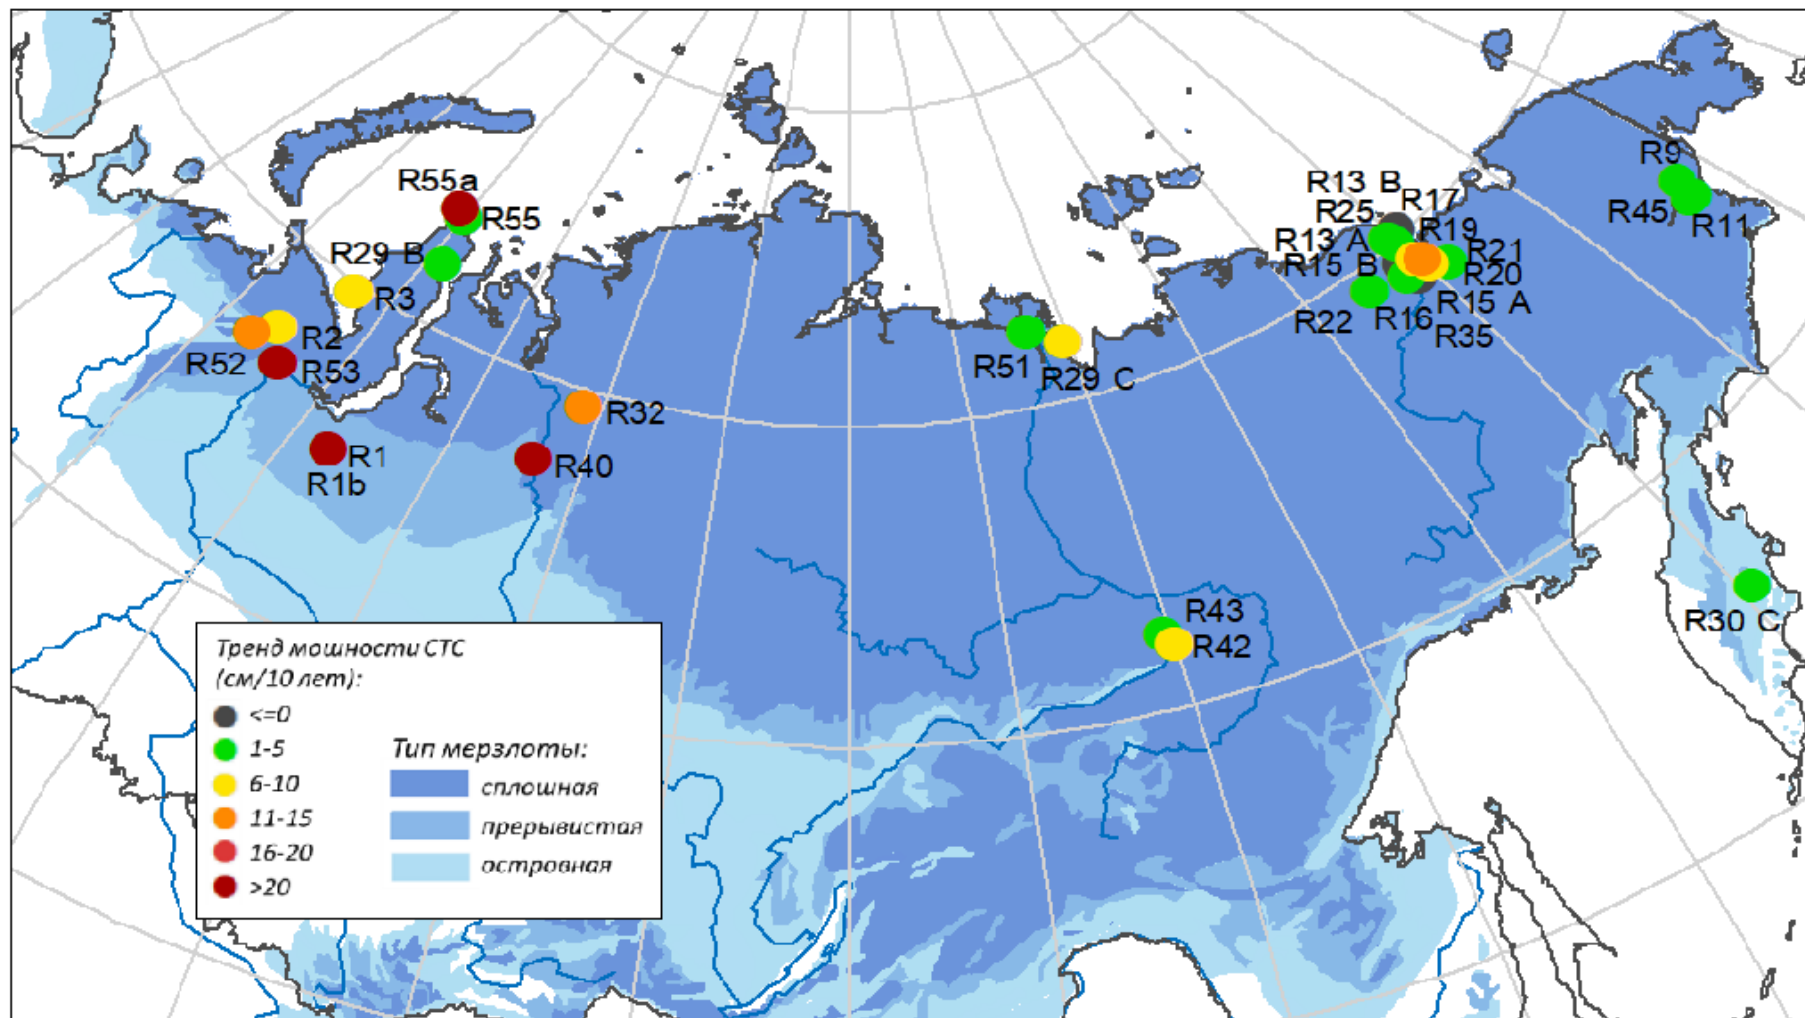 R55a
R55
R29 B
R3
R2
R52
R53
R1
R1b
R32
R40
R51
R29 C
R43
R42
R13 B
R17
R25
R19
R13 A
R21
R15 B
R20
R15 A
R22
R16
R35
R9
R45
R11
R30 C
Тренд мошности СТС
(см/10 лет):
<=0
1-5
6-10
11-15
16-20
>20
Тип мерзлоты:
сплошная
прерывистая
островная